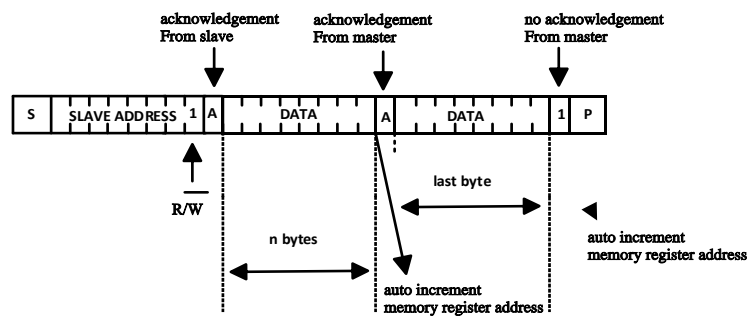 acknowledgement
From slave
acknowledgement
From master
no acknowledgement
From master
S
SLAVE ADDRESS
1
A
DATA
A
DATA
1
P
R/W
n bytes
last byte
auto increment
memory register address
auto increment
memory register address